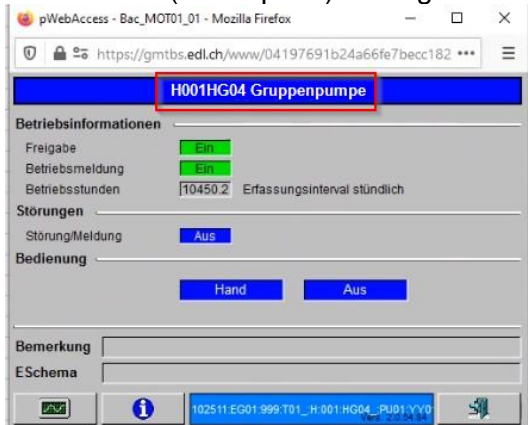 pWebAccess - Bac_MOT01_01 - Mozilla Firefox
https://gmtbs.edl.ch/www/04197691b24a66fe7becc182
H001HG04 Gruppenpumpe
Betriebsinformationen
Freigabe Ein
Betriebsmeldung Ein
Betriebsstunden 10450.2 Erfassungsinterval stündlich
Störungen
Störung/Meldung Aus
Bedienung
Hand Aus
Bemerkung
ESchema
102511:EG01:999:T01_:H:001:HG04_:PU01:YY0